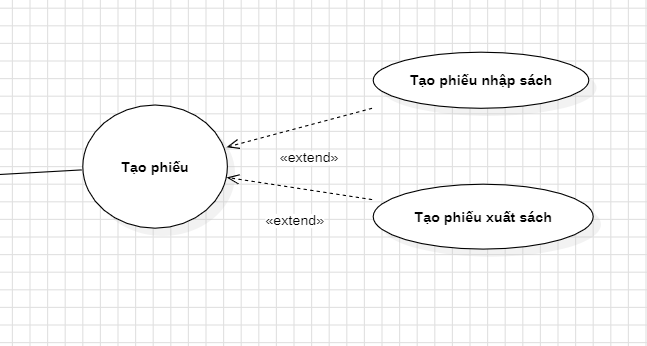 Tạo phiếu nhập sách
Tạo phiếu
«extend»
«extend»
Tạo phiếu xuất sách